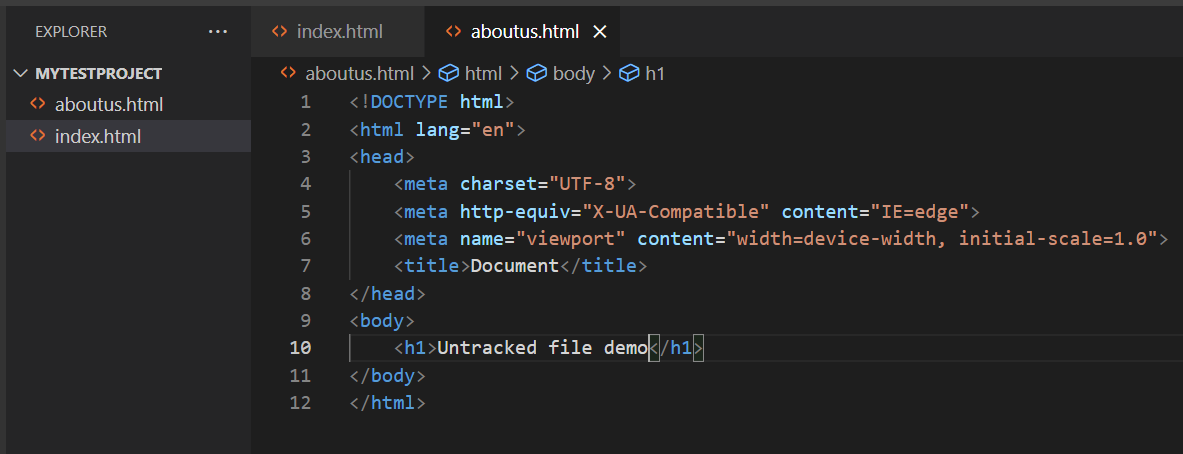 EXPLORER ...
MYTESTPROJECT
aboutus.html
index.html
index.html aboutus.html
aboutus.html > html > body > h1
1 <!DOCTYPE html>
2 <html lang="en">
3 <head>
4     <meta charset="UTF-8">
5     <meta http-equiv="X-UA-Compatible" content="IE=edge">
6     <meta name="viewport" content="width=device-width, initial-scale=1.0">
7     <title>Document</title>
8 </head>
9 <body>
10     <h1>Untracked file demo</h1>
11 </body>
12 </html>